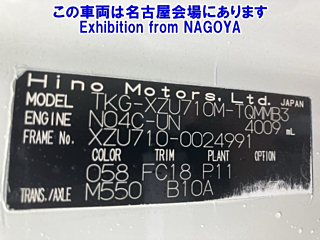 この車両は名古屋会場にあります
Exhibition from NAGOYA
Hino Motors, Ltd. JAPAN
MODEL TKG-XZU710M-TQMMB3
ENGINE N04C-UN 4009 mL
FRAME No. XZU710-0024991
COLOR TRIM PLANT OPTION
058 FC18 P11
TRANS./AXLE M550 B10A